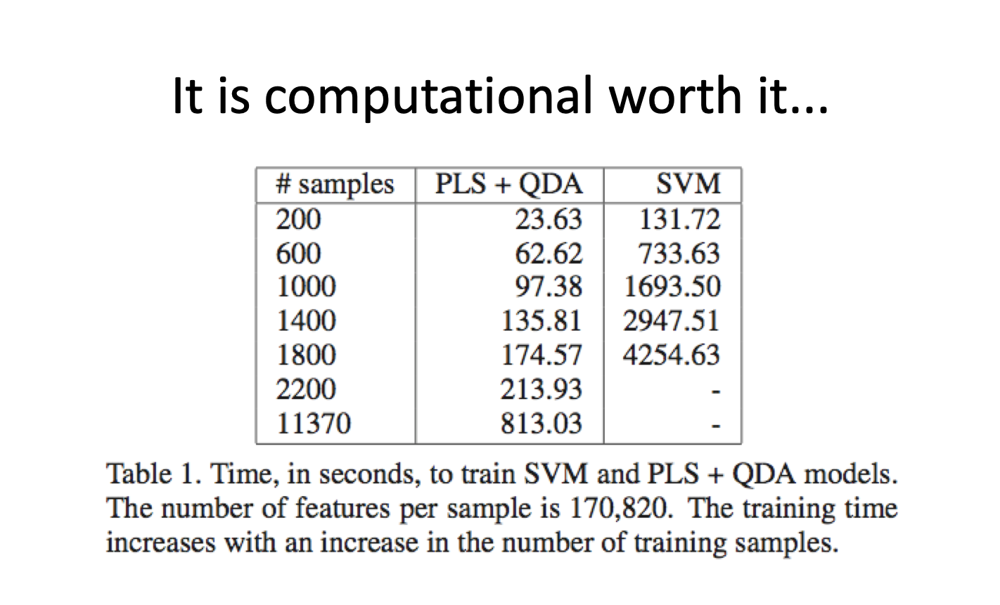 It is computational worth it...
# samples PLS + QDA SVM
200 23.63 131.72
600 62.62 733.63
1000 97.38 1693.50
1400 135.81 2947.51
1800 174.57 4254.63
2200 213.93 -
11370 813.03 -
Table 1. Time, in seconds, to train SVM and PLS + QDA models.
The number of features per sample is 170,820. The training time
increases with an increase in the number of training samples.